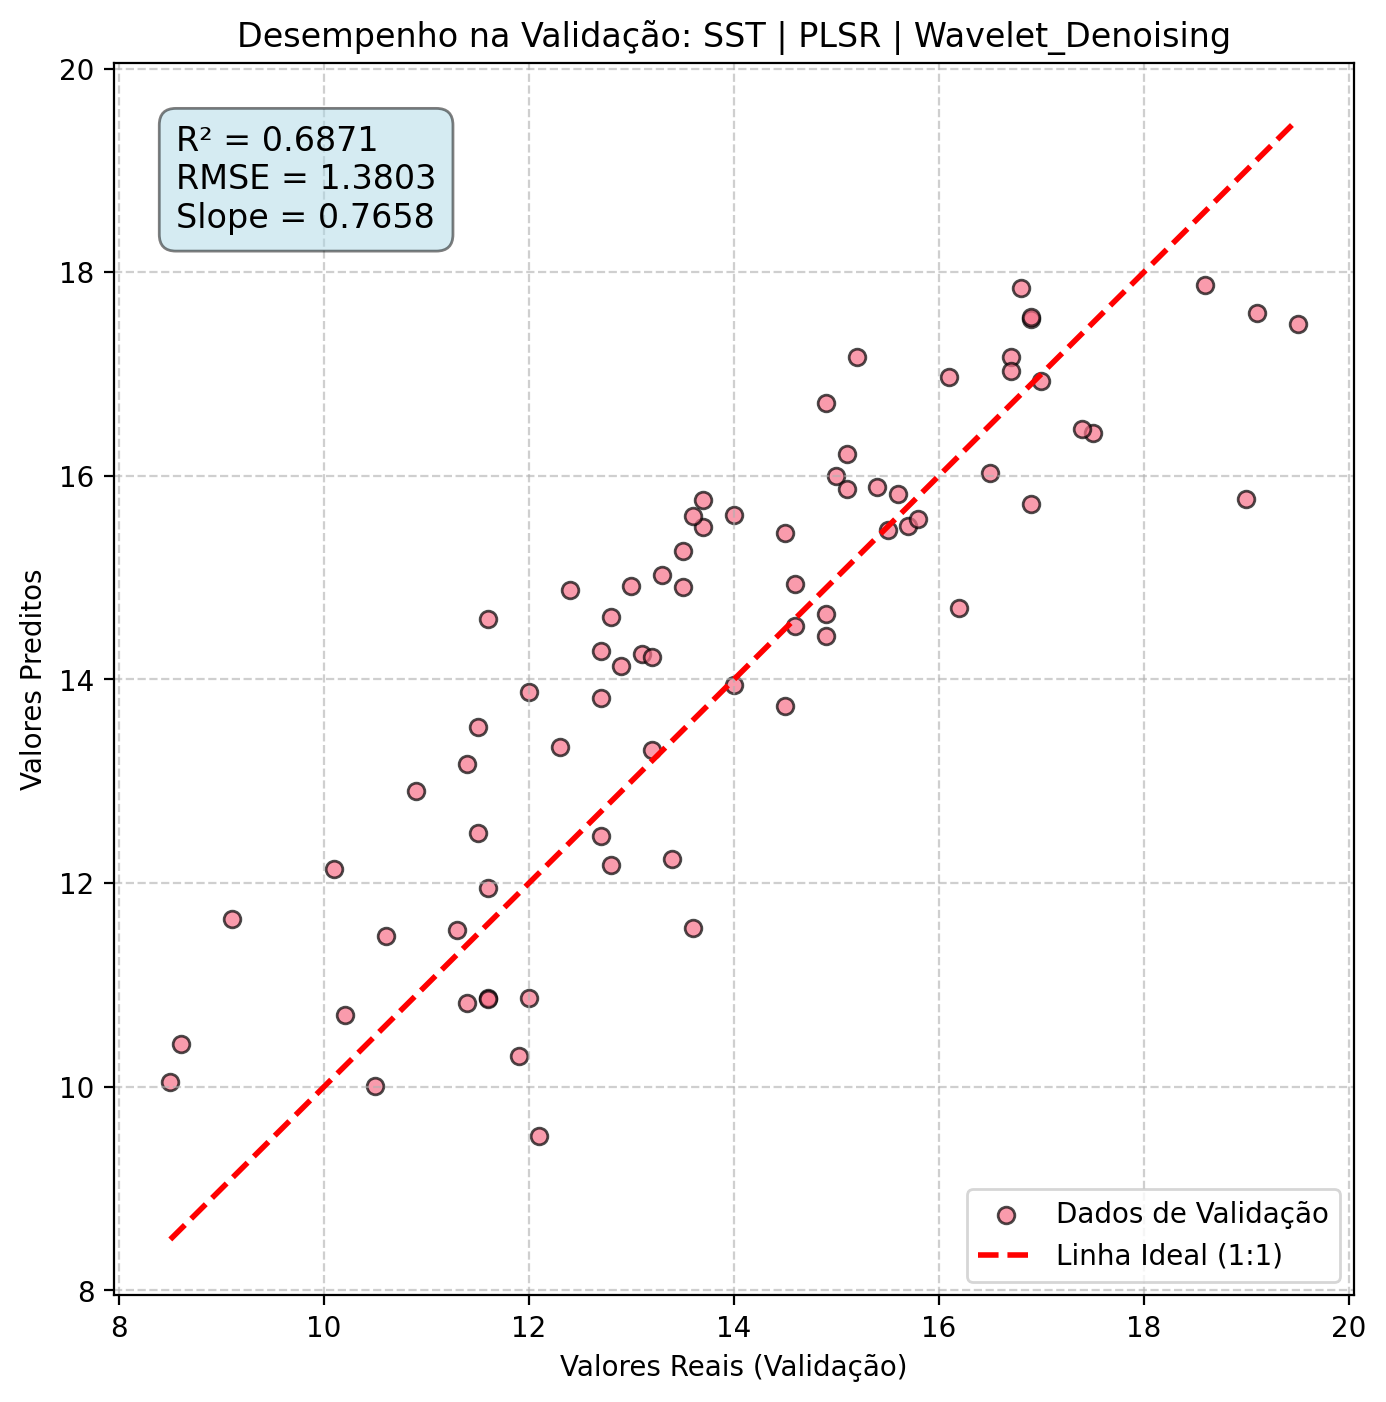 Desempenho na Validação: SST | PLSR | Wavelet_Denoising
R² = 0.6871
RMSE = 1.3803
Slope = 0.7658
Valores Preditos
20
18
16
14
12
10
8
Dados de Validação
Linha Ideal (1:1)
8 10 12 14 16 18 20
Valores Reais (Validação)